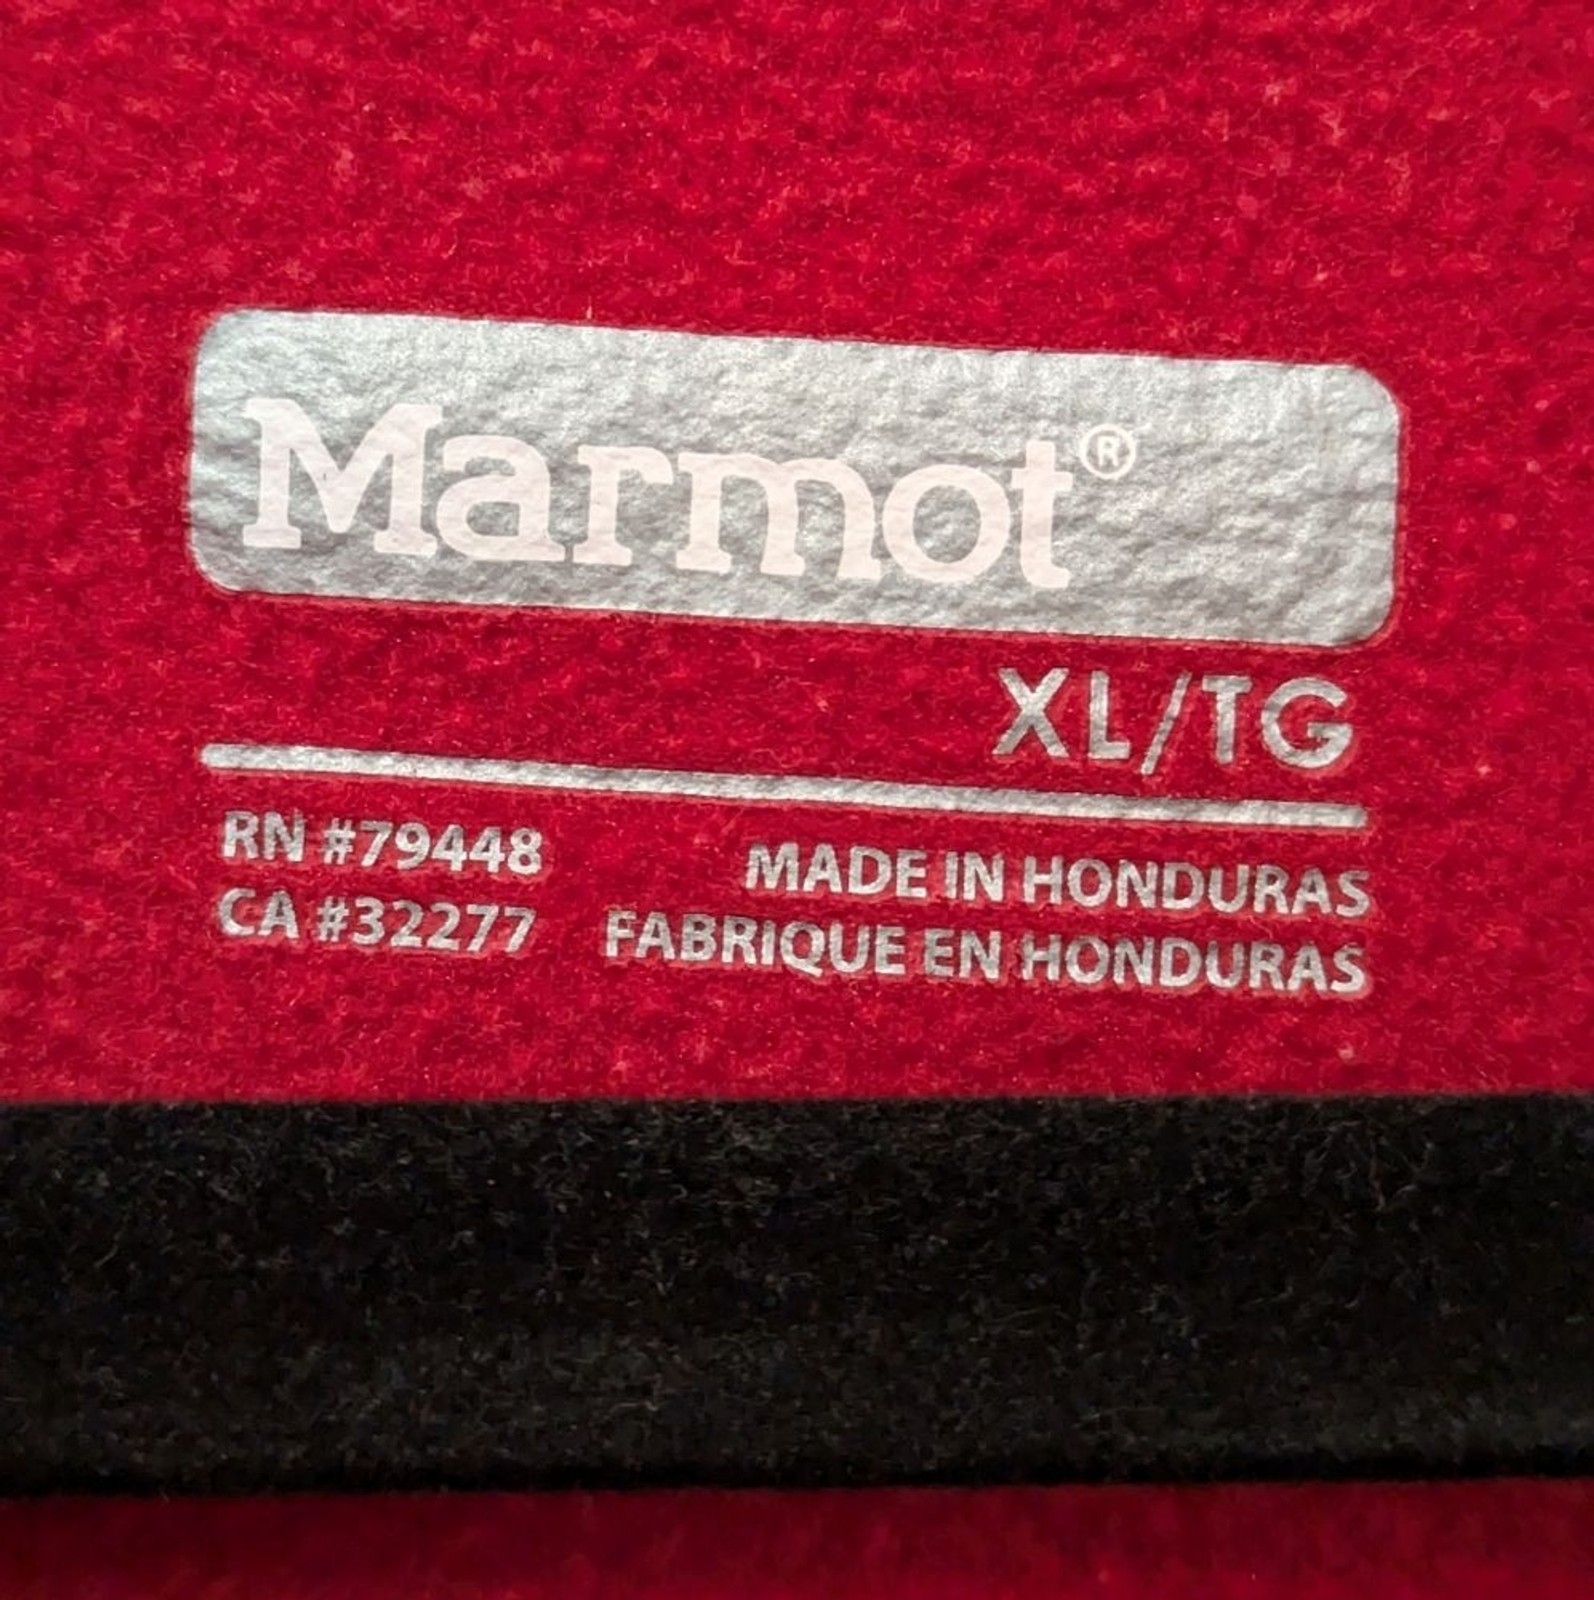 Marmot®
XL/TG
RN #79448
CA #32277
MADE IN HONDURAS
FABRIQUE EN HONDURAS